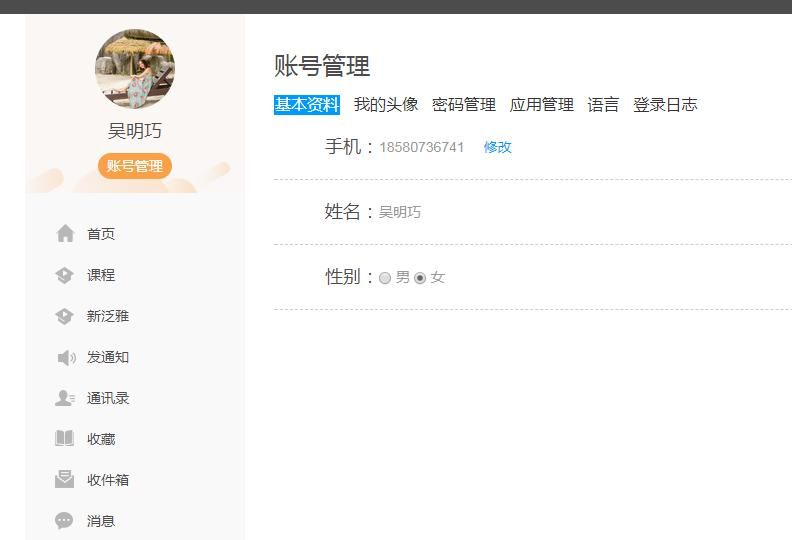 吴明巧
账号管理
首页
课程
新泛雅
发通知
通讯录
收藏
收件箱
消息
账号管理
基本资料 我的头像 密码管理 应用管理 语言 登录日志
手机：18580736741 修改
姓名：吴明巧
性别：男 女